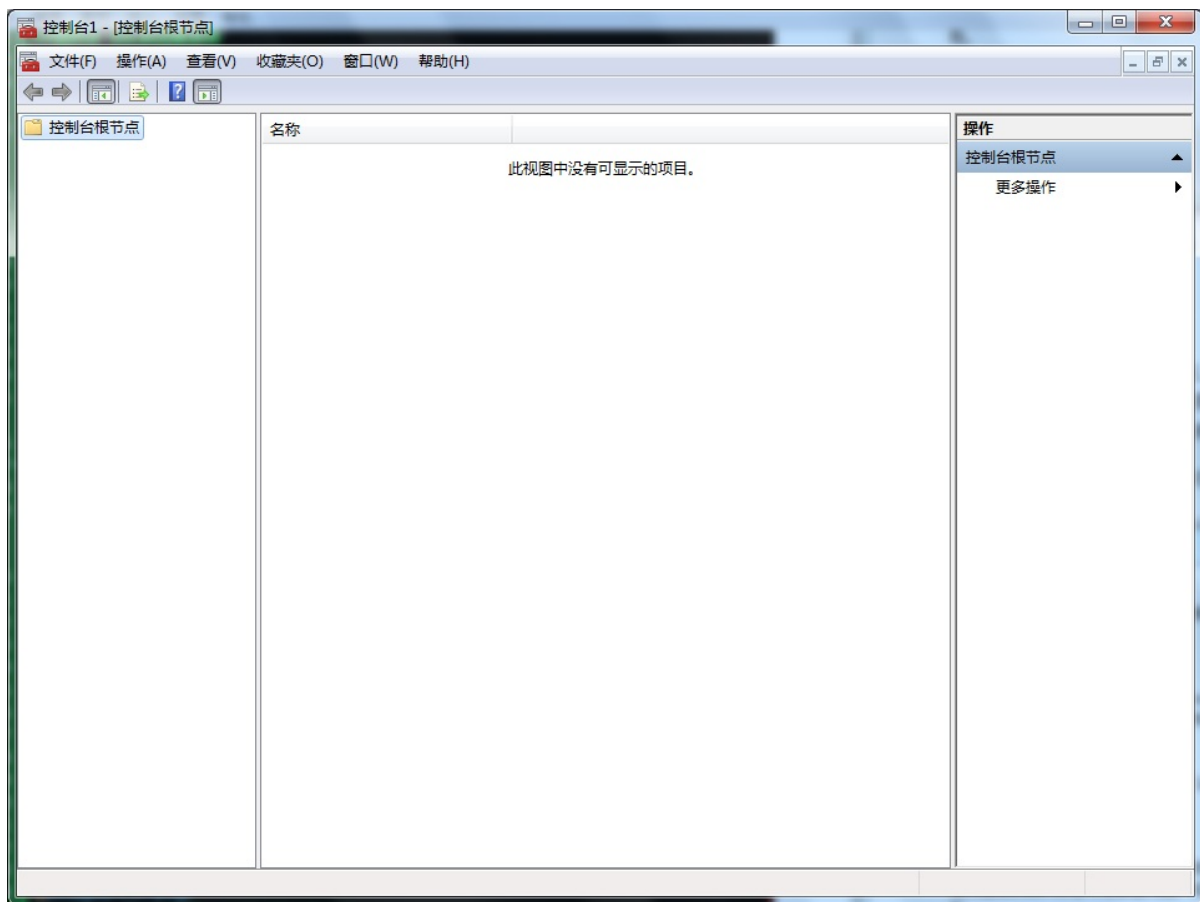 控制台1 - [控制台根节点]
文件(F) 操作(A) 查看(V) 收藏夹(O) 窗口(W) 帮助(H)
控制台根节点
名称
此视图中没有可显示的项目。
操作
控制台根节点
更多操作